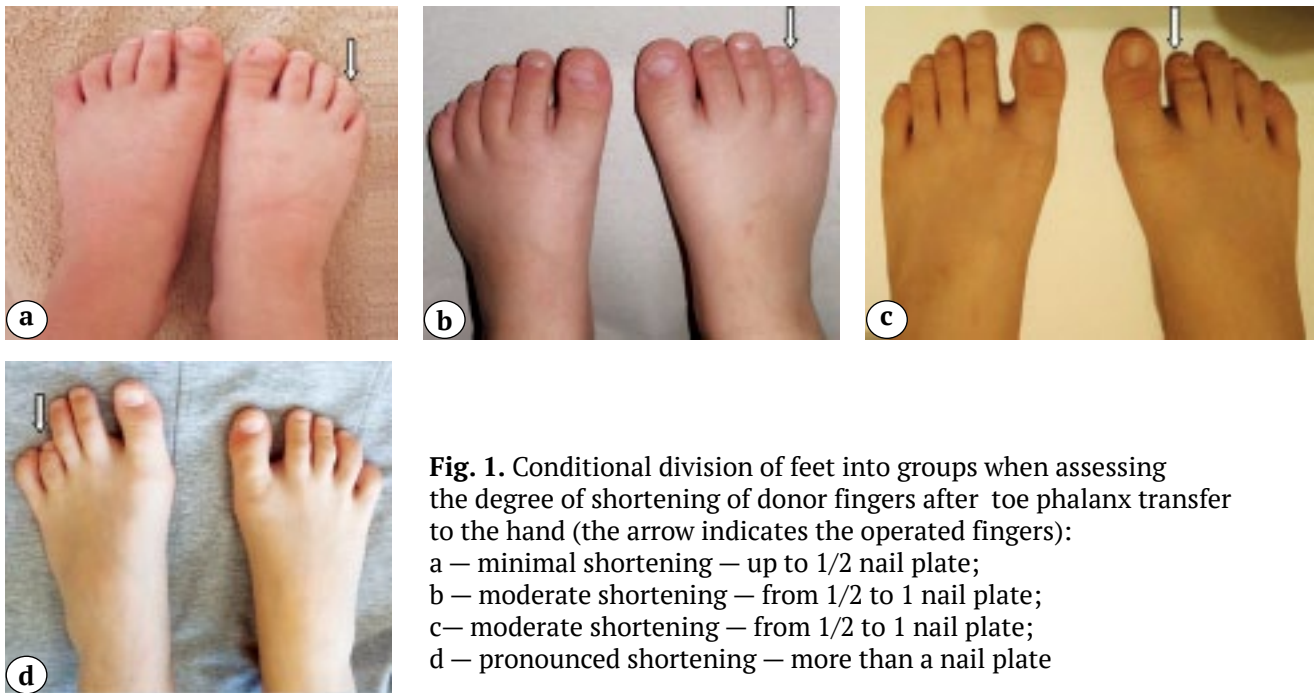 a
b
c
d
Fig. 1. Conditional division of feet into groups when assessing
the degree of shortening of donor fingers after toe phalanx transfer
to the hand (the arrow indicates the operated fingers):
a — minimal shortening — up to 1/2 nail plate;
b — moderate shortening — from 1/2 to 1 nail plate;
c— moderate shortening — from 1/2 to 1 nail plate;
d — pronounced shortening — more than a nail plate